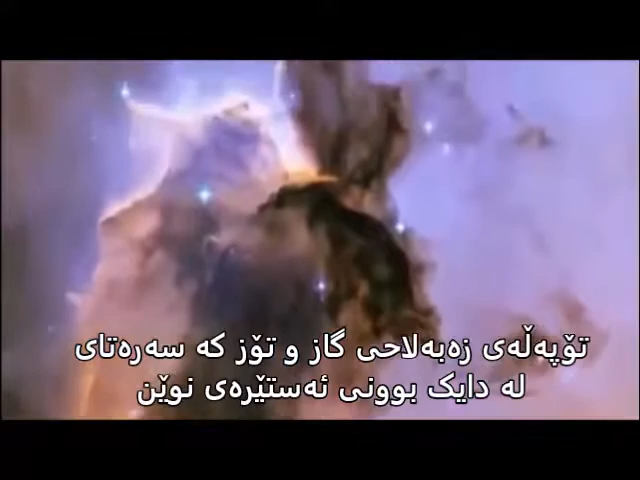 تۆپەڵەی زەبەلاحی گاز و تۆز کە سەرەتای
لە دایک بوونی ئەستێرەی نوێن